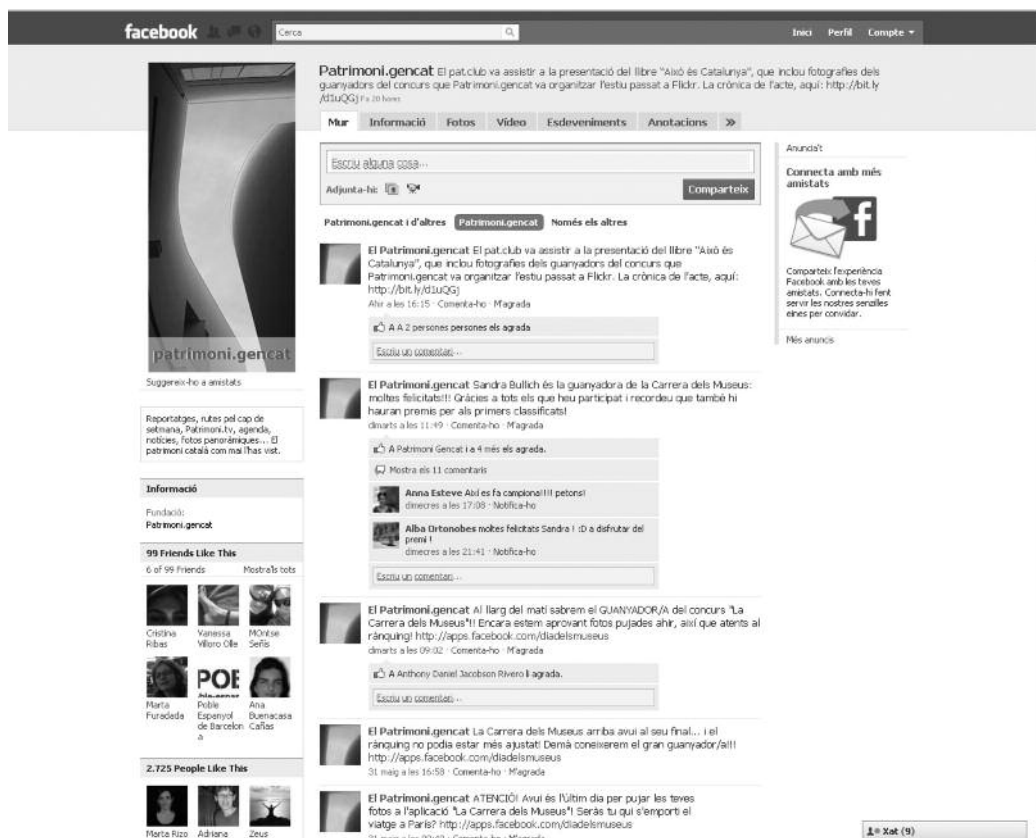 facebook
Cerca
Inici Perfil Compte
Patrimoni.gencat El pat.club va assistir a la presentació del llibre "Això és Catalunya", que inclou fotografies dels
guanyadors del concurs que Patrimoni.gencat va organitzar l'estiu passat a Flickr. La crònica de l'acte, aquí: http://bit.ly
/d1uQGj Fa 20 hores
Mur Informació Fotos Vídeo Esdeveniments Anotacions »
Escriu alguna cosa...
Adjunta-hi:
Comparteix
Patrimoni.gencat i d'altres Patrimoni.gencat Només els altres
El Patrimoni.gencat El pat.club va assistir a la presentació del llibre "Això és
Catalunya", que inclou fotografies dels guanyadors del concurs que
Patrimoni.gencat va organitzar l'estiu passat a Flickr. La crònica de l'acte, aquí:
http://bit.ly/d1uQGj
Ahir a les 16:15 · Comenta-ho · M'agrada
A A 2 persones persones els agrada
Escriu un comentari...
El Patrimoni.gencat Sandra Bullich és la guanyadora de la Carrera dels Museus:
moltes felicitats!!! Gràcies a tots els que heu participat i recordeu que també hi
hauran premis per als primers classificats!
dimarts a les 11:49 · Comenta-ho · M'agrada
A Patrimoni Gencat i a 4 més els agrada.
Mostra els 11 comentaris
Anna Esteve Així es fa campiona!!!! petons!
dimecres a les 17:08 · Notifica-ho
Alba Ortonobes moltes felicitats Sandra ! :D a disfrutar del
premi !
dimecres a les 21:41 · Notifica-ho
Escriu un comentari...
El Patrimoni.gencat Al llarg del matí sabrem el GUANYADOR/A del concurs "La
Carrera dels Museus"!! Encara estem aprovant fotos pujades ahir, així que atents al
rànquing! http://apps.facebook.com/diadelsmuseus
dimarts a les 09:02 · Comenta-ho · M'agrada
A Anthony Daniel Jacobson Rivero li agrada.
Escriu un comentari...
El Patrimoni.gencat La Carrera dels Museus arriba avui al seu final... i el
rànquing no podia estar més ajustat! Demà coneixerem el gran guanyador/a!!!
http://apps.facebook.com/diadelsmuseus
31 maig a les 16:58 · Comenta-ho · M'agrada
El Patrimoni.gencat ATENCIÓ! Avui és l'últim dia per pujar les teves
fotos a l'aplicació "La Carrera dels Museus"! Seràs tu qui s'emporti el
viatge a París? http://apps.facebook.com/diadelsmuseus
patrimoni.gencat
Suggereix-ho a amistats
Reportatges, rutes pel cap de
setmana, Patrimoni.tv, agenda,
notícies, fotos panoràmiques... El
patrimoni català com mai l'has vist.
Informació
Fundació:
Patrimoni.gencat
99 Friends Like This
6 of 99 Friends Mostra'ls tots
Cristina
Ribas
Vanessa
Villoro Olle
MOntse
Señís
POE
Marta
Furadada
Poble
Espanyol
de Barcelon
a
Ana
Buenacasa
Cañas
2.725 People Like This
Marta Rizo Adriana Zeus
Anuncia't
Connecta amb més
amistats
Comparteix l'experiència
Facebook amb les teves
amistats. Connecta-hi fent
servir les nostres senzilles
eines per convidar.
Més anuncis
Xat (9)